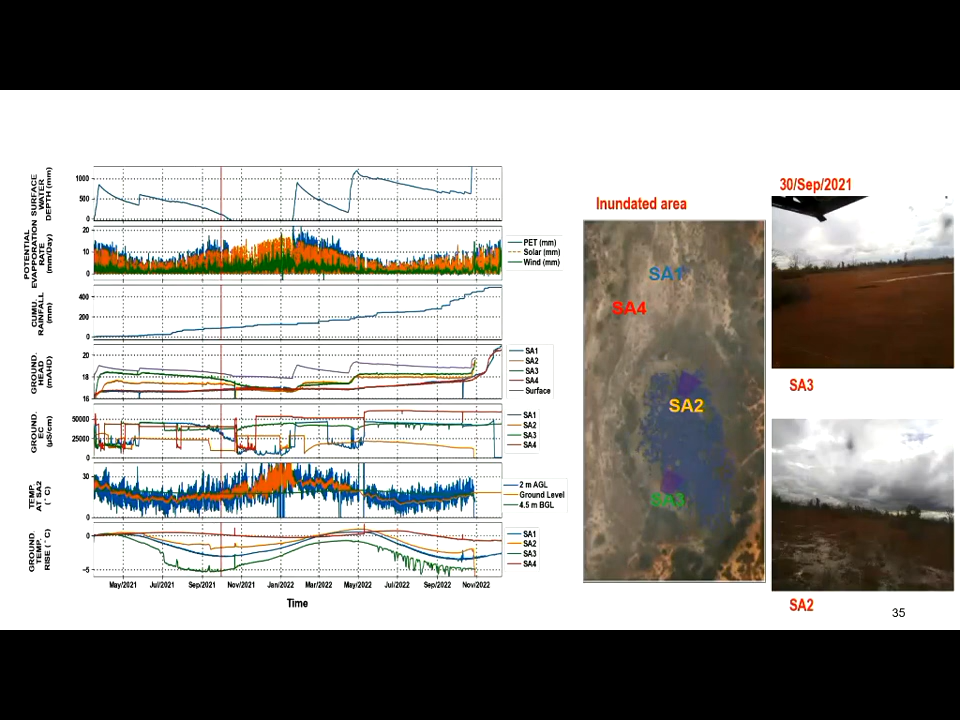 SURFACE
WATER
DEPTH (mm)
1000
500
0
POTENTIAL
EVAPPORATION
RATE
(mm/Day)
20
10
0
PET (mm)
Solar (mm)
Wind (mm)
CUMU.
RAINFALL
(mm)
400
200
0
GROUND.
HEAD
(mAHD)
20
18
16
SA1
SA2
SA3
SA4
Surface
GROUND.
EC
(µS/cm)
50000
25000
0
SA1
SA2
SA3
SA4
TEMP.
AT SA2
(˚C)
30
0
2 m AGL
Ground Level
4.5 m BGL
GROUND.
TEMP.
RISE (˚C)
0
−5
SA1
SA2
SA3
SA4
May/2021 Jul/2021 Sep/2021 Nov/2021 Jan/2022 Mar/2022 May/2022 Jul/2022 Sep/2022 Nov/2022
Time
Inundated area
SA1
SA4
SA2
SA3
30/Sep/2021
SA3
SA2
35